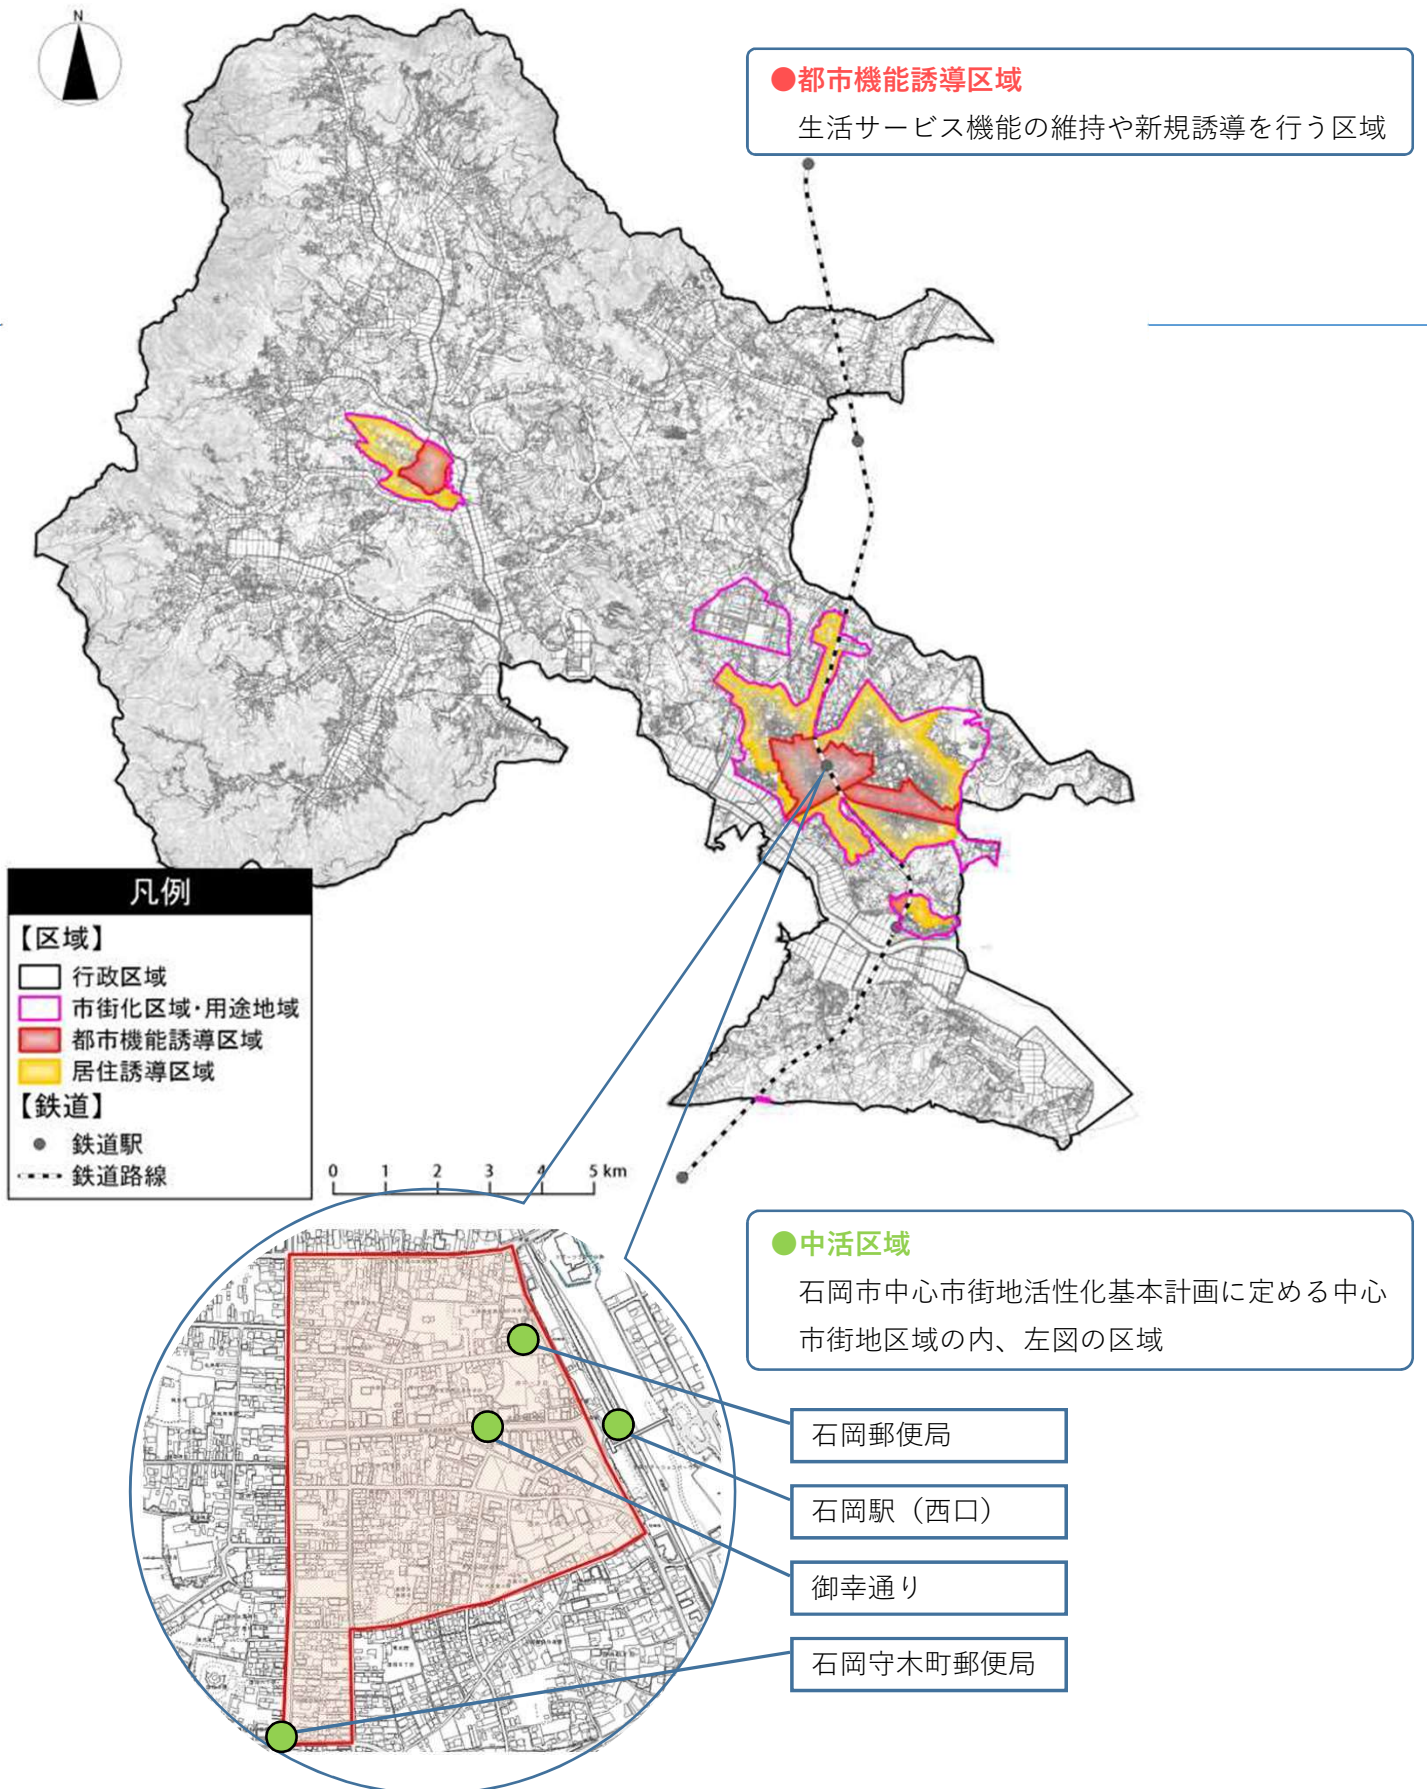 N
●都市機能誘導区域
生活サービス機能の維持や新規誘導を行う区域
凡例
【区域】
行政区域
市街化区域・用途地域
都市機能誘導区域
居住誘導区域
【鉄道】
鉄道駅
鉄道路線
0 1 2 3 4 5 km
●中活区域
石岡市中心市街地活性化基本計画に定める中心
市街地区域の内、左図の区域
石岡郵便局
石岡駅（西口）
御幸通り
石岡守木町郵便局